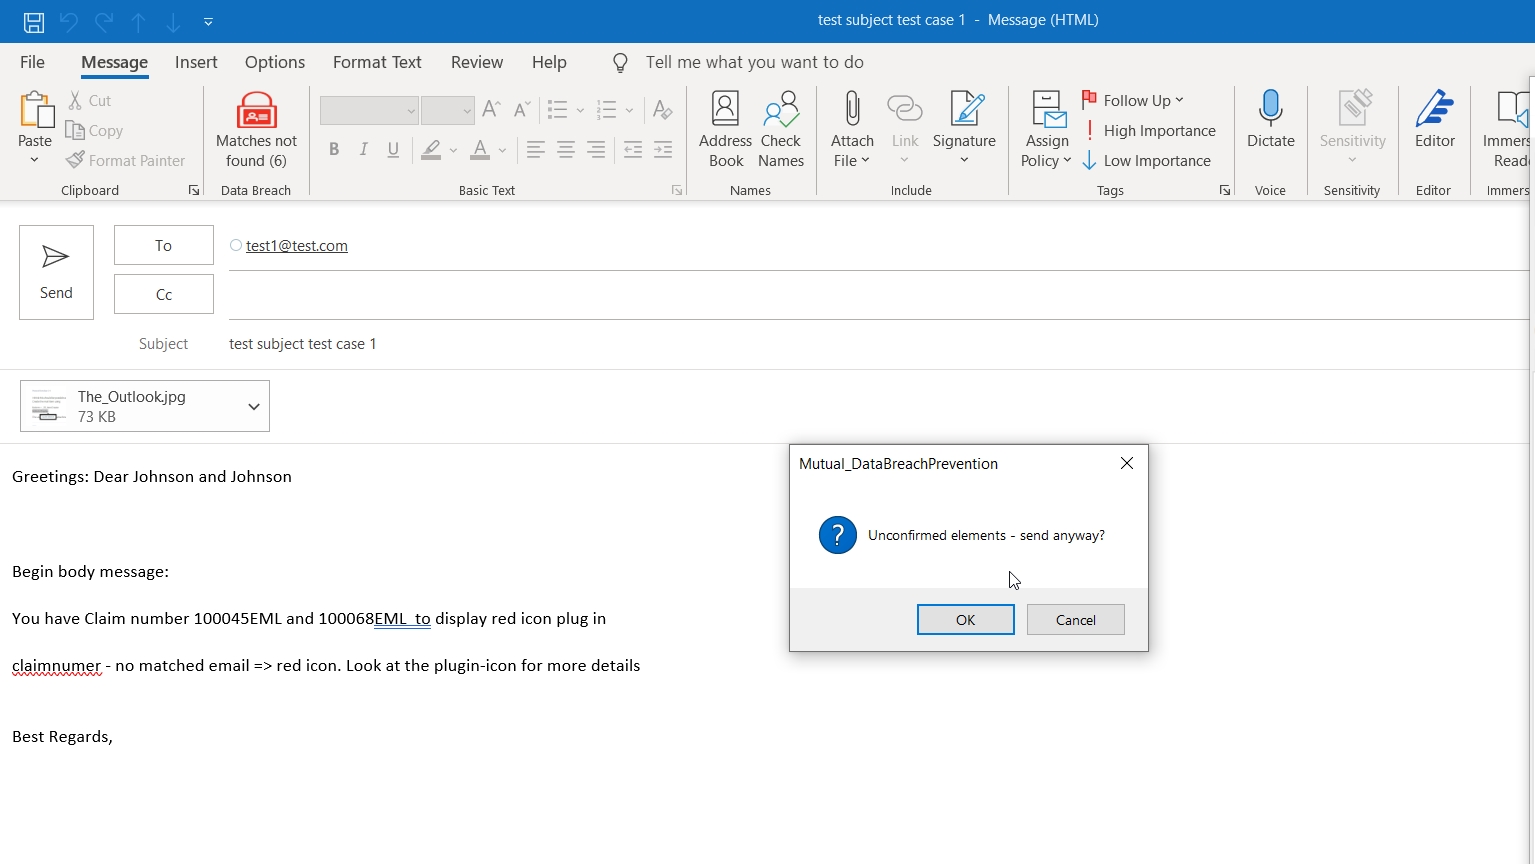 test subject test case 1 - Message (HTML)
File Message Insert Options Format Text Review Help Tell me what you want to do
Paste
Cut
Copy
Format Painter
Clipboard
Matches not
found (6)
Data Breach
B I U A
Basic Text
Address
Book
Check
Names
Names
Attach
File
Link
Signature
Include
Assign
Policy
Follow Up
High Importance
Low Importance
Tags
Dictate
Voice
Sensitivity
Sensitivity
Editor
Editor
Immers
Read
Immers
Send
To
test1@test.com
Cc
Subject
test subject test case 1
The_Outlook.jpg
73 KB
Greetings: Dear Johnson and Johnson
Begin body message:
You have Claim number 100045EML and 100068EML to display red icon plug in
claimnumer - no matched email => red icon. Look at the plugin-icon for more details
Best Regards,
Mutual_DataBreachPrevention
Unconfirmed elements - send anyway?
OK
Cancel